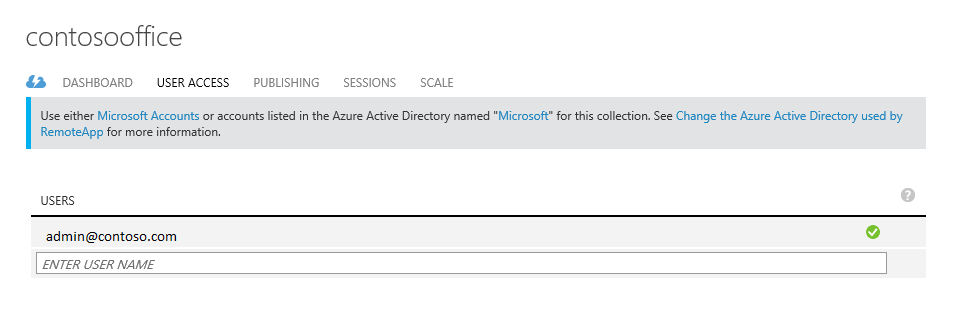 contosooffice
DASHBOARD USER ACCESS PUBLISHING SESSIONS SCALE
Use either Microsoft Accounts or accounts listed in the Azure Active Directory named "Microsoft" for this collection. See Change the Azure Active Directory used by
RemoteApp for more information.
USERS ?
admin@contoso.com
ENTER USER NAME